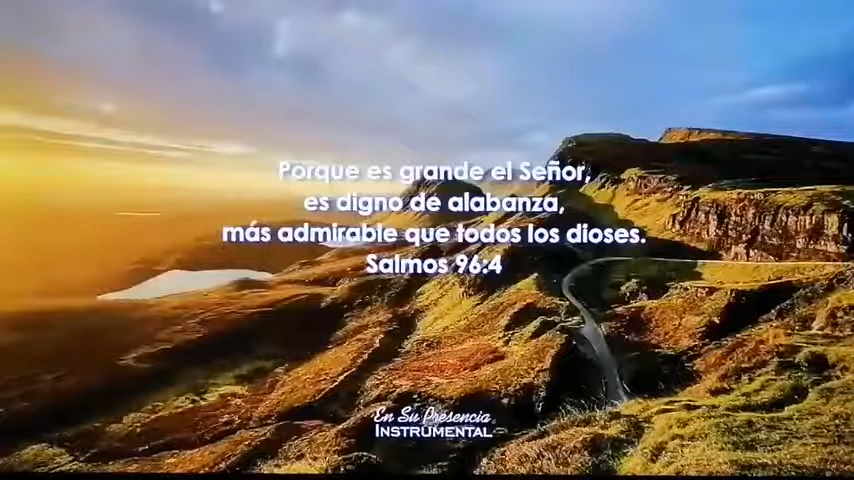 Porque es grande el Señor,
es digno de alabanza,
más admirable que todos los dioses.
Salmos 96:4
En Su Presencia
INSTRUMENTAL